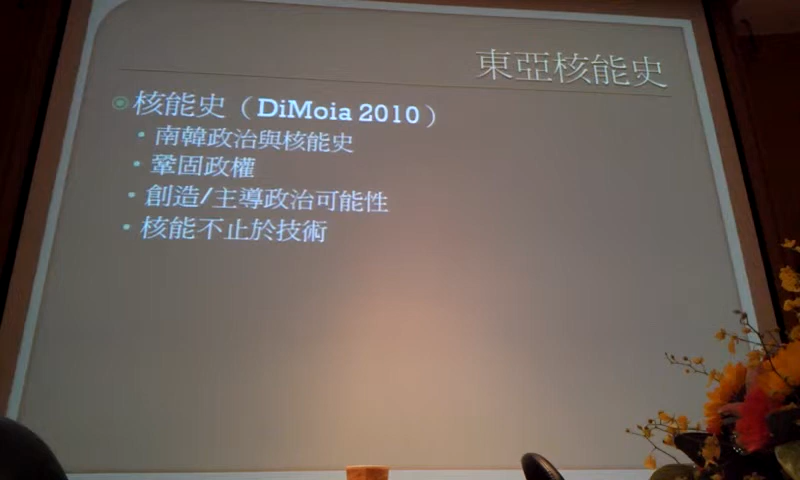 東亞核能史
核能史（DiMoia 2010）
南韓政治與核能史
鞏固政權
創造/主導政治可能性
核能不止於技術